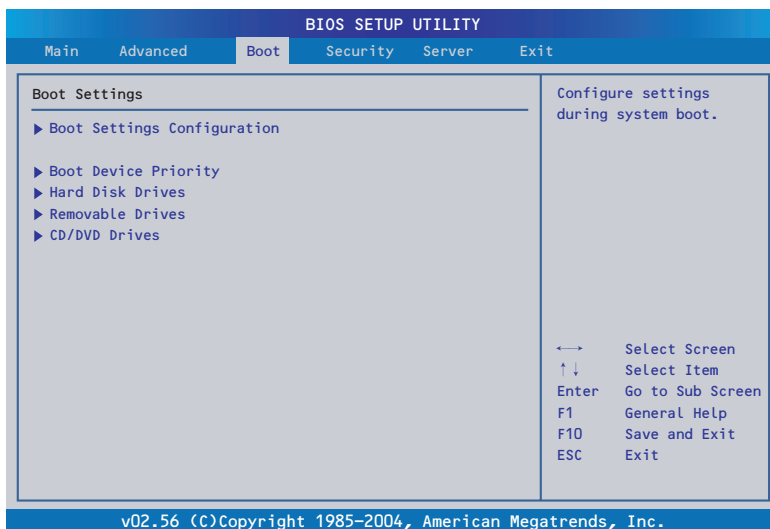 BIOS SETUP UTILITY
Main Advanced Boot Security Server Exit
Boot Settings
▶ Boot Settings Configuration
▶ Boot Device Priority
▶ Hard Disk Drives
▶ Removable Drives
▶ CD/DVD Drives
Configure settings
during system boot.
←→ Select Screen
↑↓ Select Item
Enter Go to Sub Screen
F1 General Help
F10 Save and Exit
ESC Exit
v02.56 (C)Copyright 1985-2004, American Megatrends, Inc.